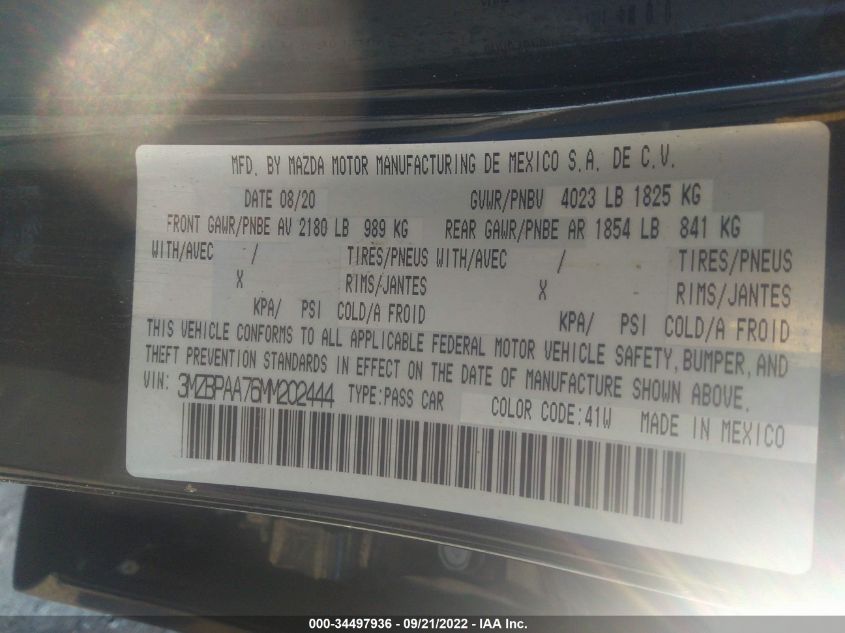 MFD. BY MAZDA MOTOR MANUFACTURING DE MEXICO S.A. DE C.V.
DATE 08/20 GVWR/PNBV 4023 LB 1825 KG
FRONT GAWR/PNBE AV 2180 LB 989 KG REAR GAWR/PNBE AR 1854 LB 841 KG
WITH/AVEC / TIRES/PNEUS WITH/AVEC / TIRES/PNEUS
X RIMS/JANTES X RIMS/JANTES
KPA/ PSI COLD/A FROID KPA/ PSI COLD/A FROID
THIS VEHICLE CONFORMS TO ALL APPLICABLE FEDERAL MOTOR VEHICLE SAFETY, BUMPER, AND
THEFT PREVENTION STANDARDS IN EFFECT ON THE DATE OF MANUFACTURE SHOWN ABOVE.
VIN: 3MZBPAA76MM202444 TYPE:PASS CAR COLOR CODE:41W MADE IN MEXICO
000-34497936 - 09/21/2022 - IAA Inc.